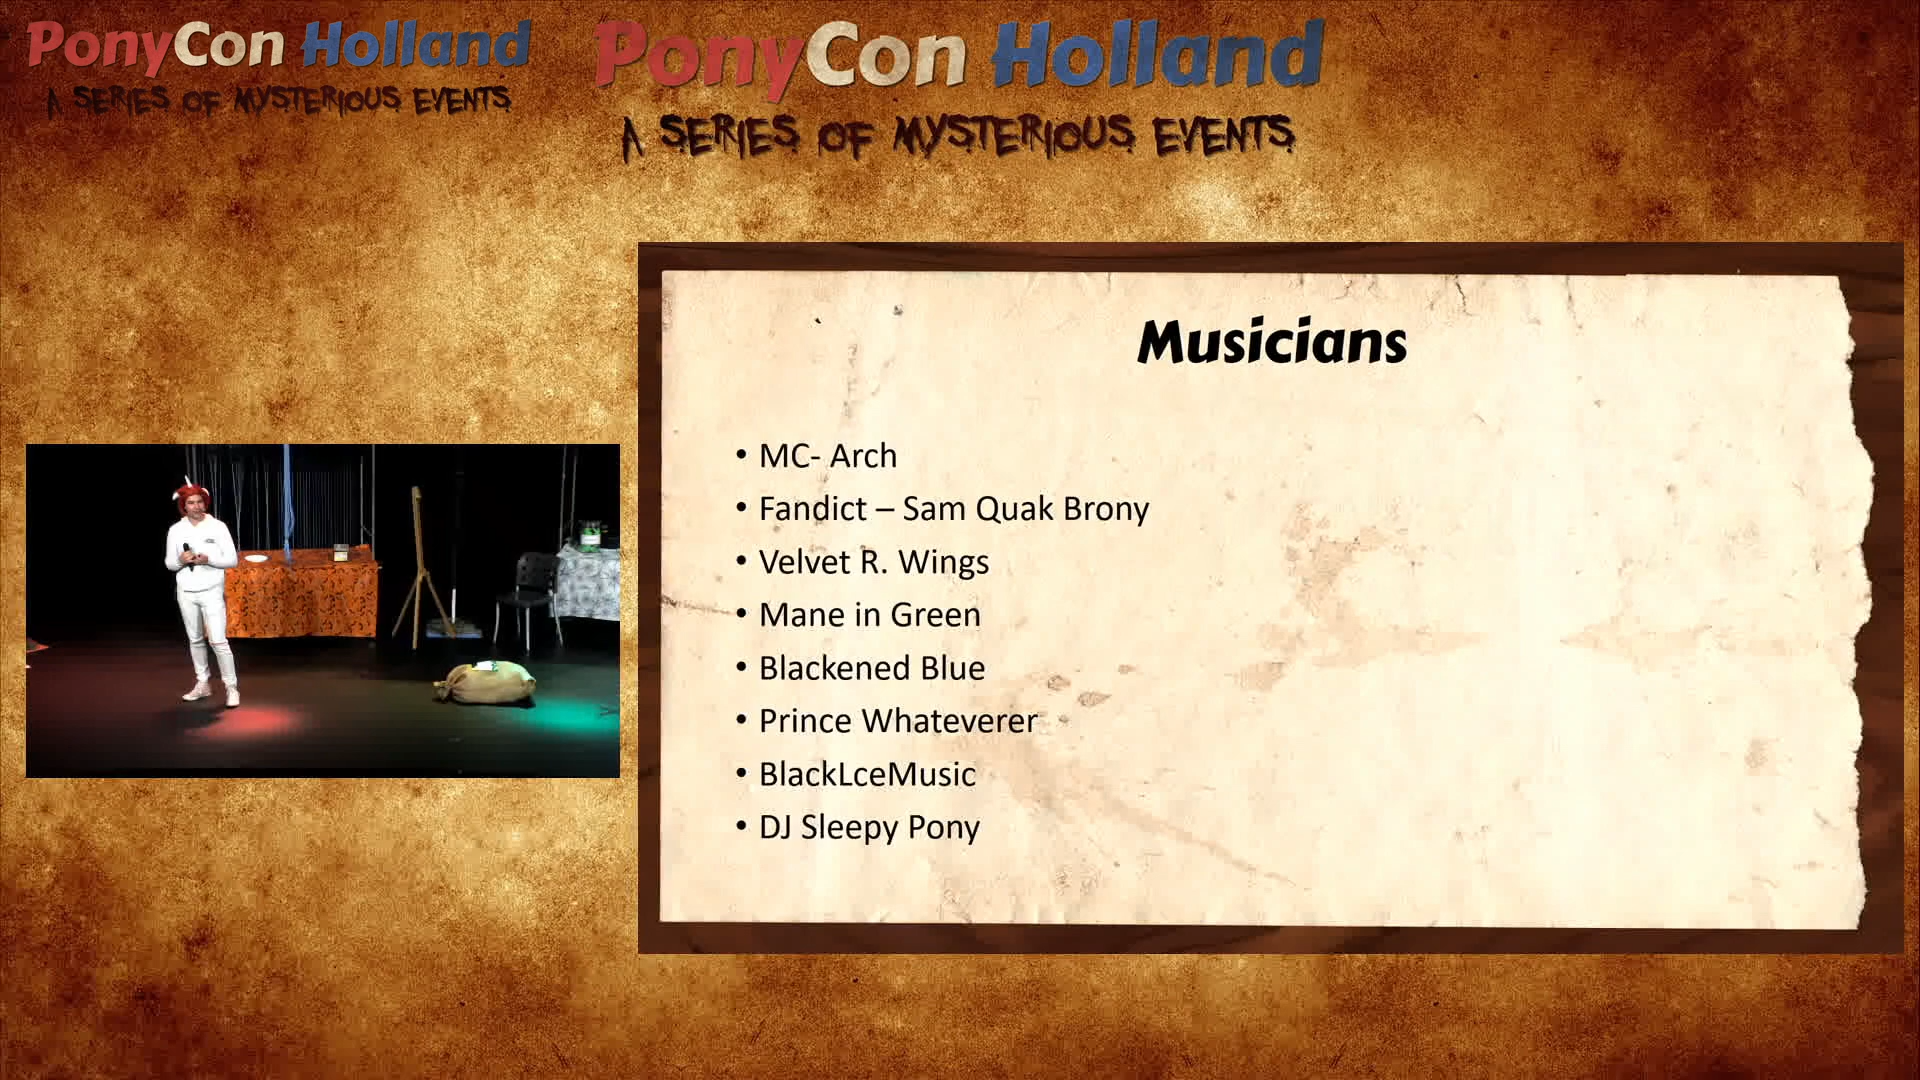 PonyCon Holland
A SERIES OF MYSTERIOUS EVENTS
PonyCon Holland
A SERIES OF MYSTERIOUS EVENTS
Musicians
• MC- Arch
• Fandict – Sam Quak Brony
• Velvet R. Wings
• Mane in Green
• Blackened Blue
• Prince Whateverer
• BlackLceMusic
• DJ Sleepy Pony